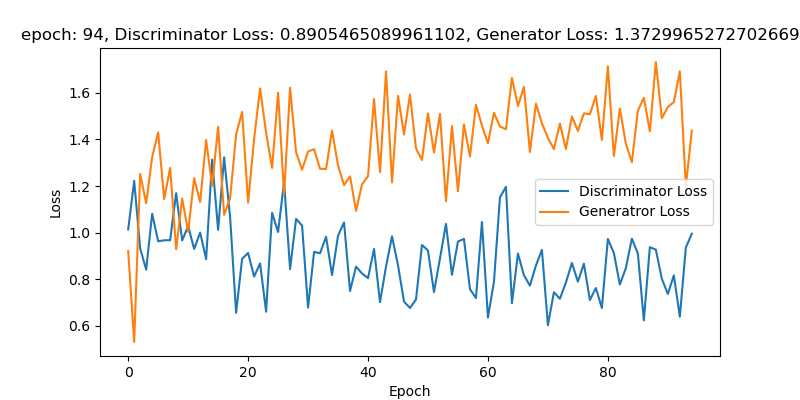 epoch: 94, Discriminator Loss: 0.8905465089961102, Generator Loss: 1.3729965272702669
1.6
1.4
1.2
1.0
0.8
0.6
Loss
Discriminator Loss
Generatror Loss
0 20 40 60 80
Epoch